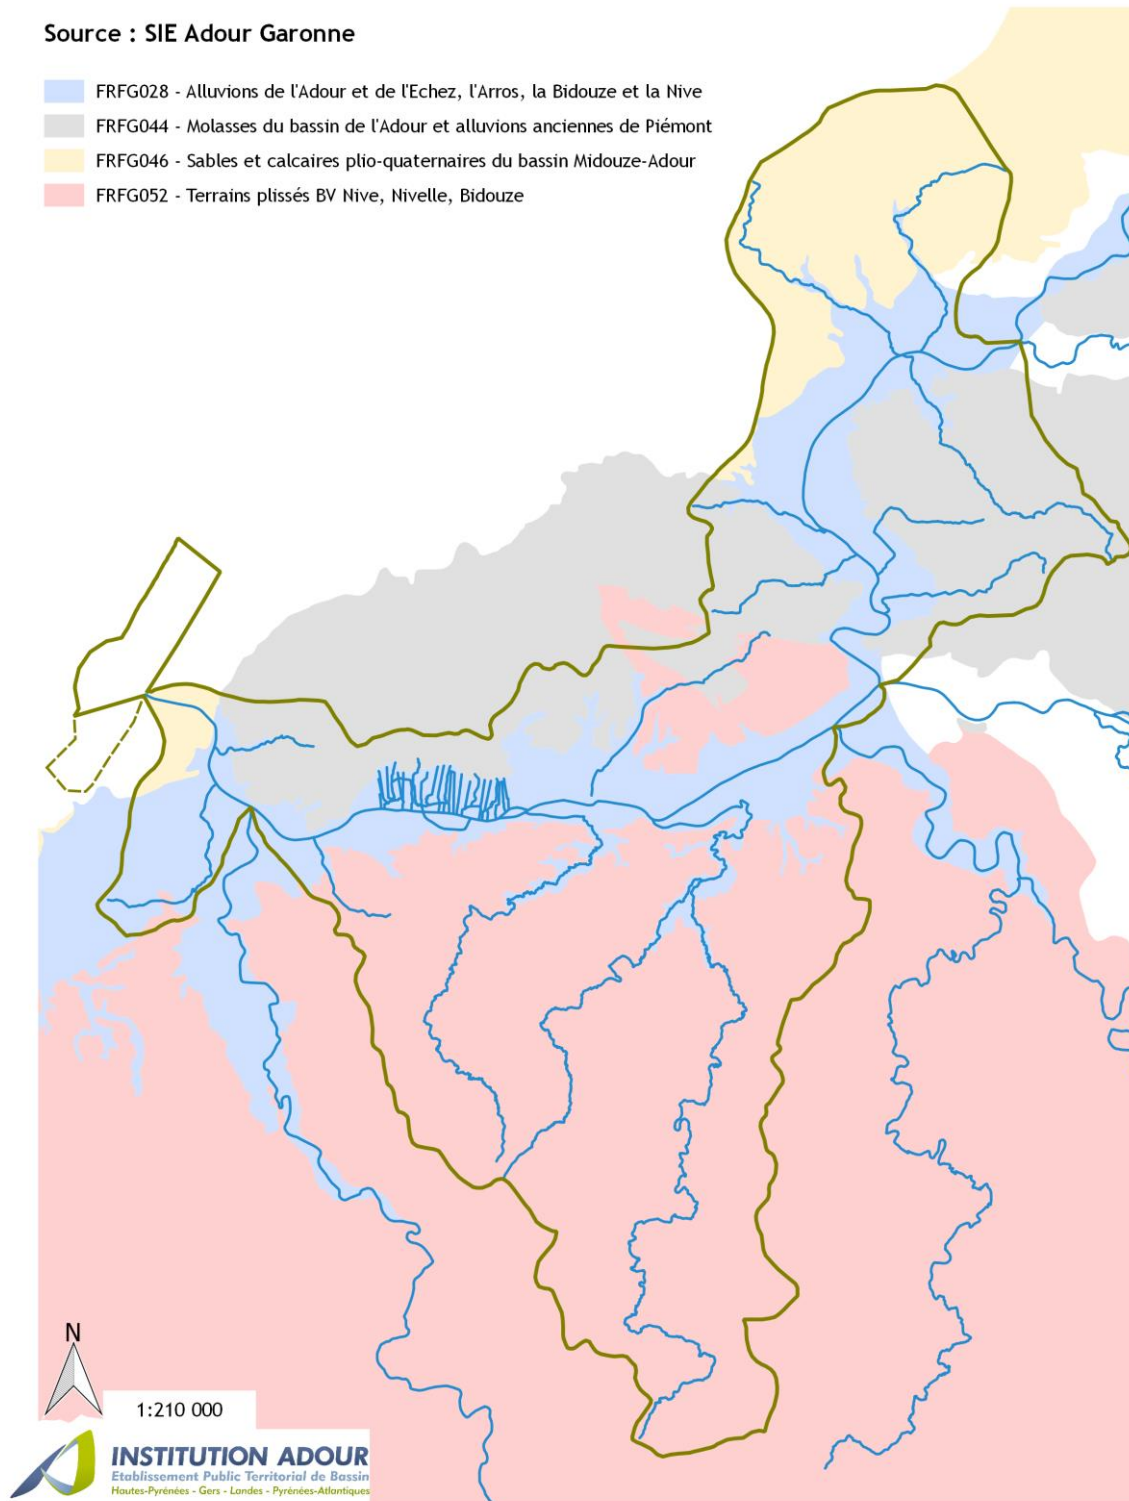 Source : SIE Adour Garonne
FRFG028 - Alluvions de l'Adour et de l'Echez, l'Arros, la Bidouze et la Nive
FRFG044 - Molasses du bassin de l'Adour et alluvions anciennes de Piémont
FRFG046 - Sables et calcaires plio-quaternaires du bassin Midouze-Adour
FRFG052 - Terrains plissés BV Nive, Nivelle, Bidouze
N
1:210 000
INSTITUTION ADOUR
Etablissement Public Territorial de Bassin
Hautes-Pyrénées - Gers - Landes - Pyrénées-Atlantiques